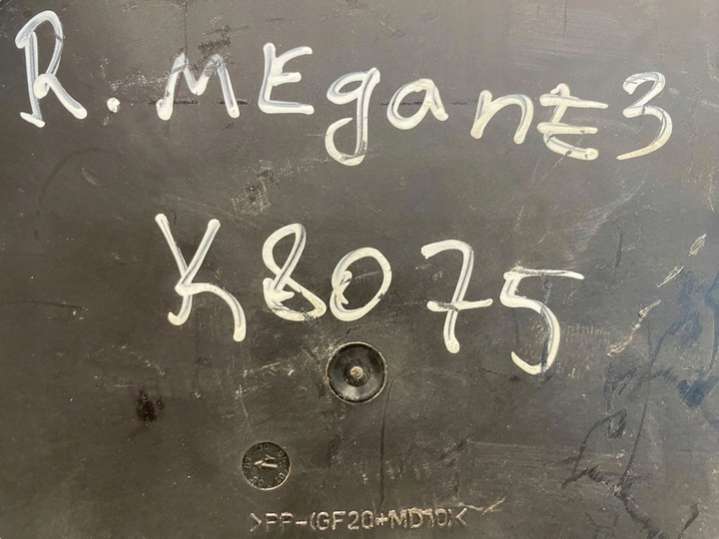 R. MEganE3
K8075
>PP-(GF20+MD10)<